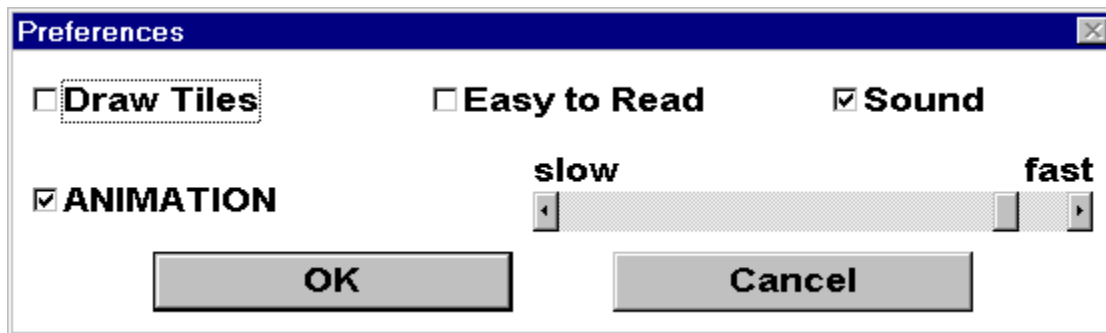 Preferences
Draw Tiles Easy to Read Sound
slow fast
ANIMATION
OK Cancel